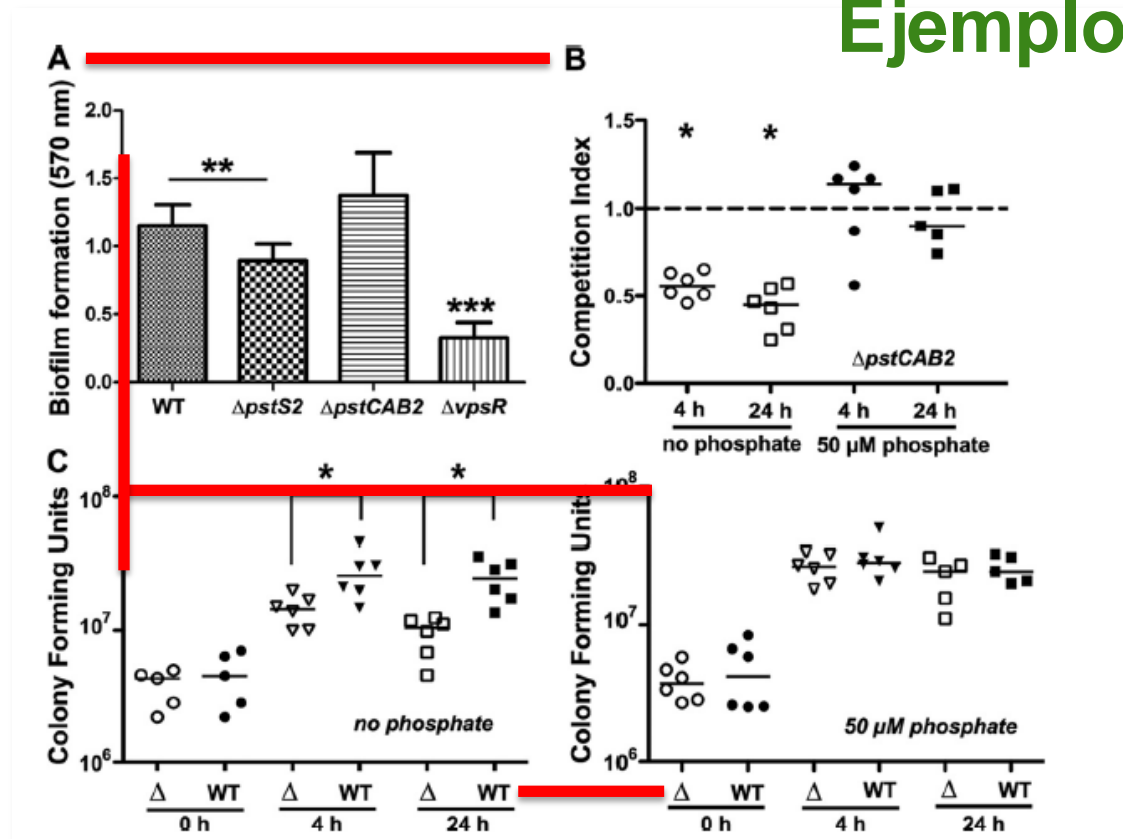 Ejemplo
A
Biofilm formation (570 nm)
2.0
1.5
1.0
0.5
0.0
**
***
WT ΔpstS2 ΔpstCAB2 ΔvpsR
B
Competition Index
1.5
1.0
0.5
0.0
* *
ΔpstCAB2
4 h 24 h 4 h 24 h
no phosphate 50 µM phosphate
C
Colony Forming Units
10⁸
10⁷
10⁶
* *
no phosphate
Δ WT Δ WT Δ WT
0 h 4 h 24 h
Colony Forming Units
10⁸
10⁷
10⁶
50 µM phosphate
Δ WT Δ WT Δ WT
0 h 4 h 24 h